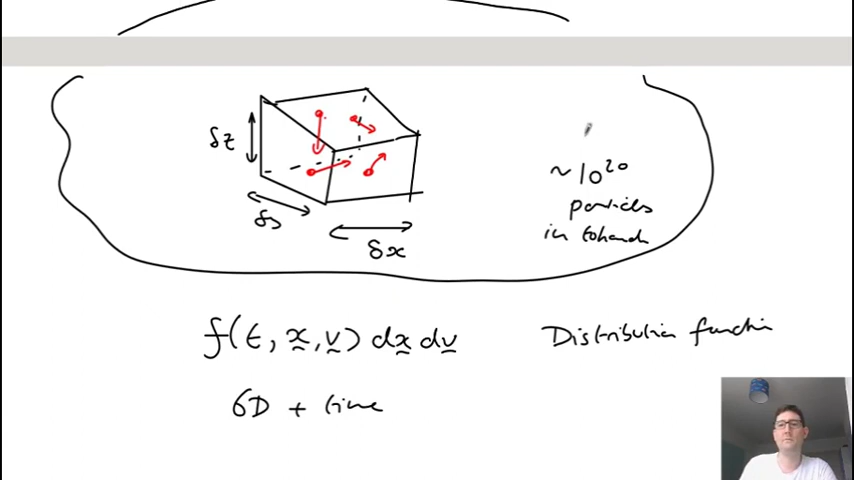 δz
~10²⁰
particles
in tokamak
δy
δx
f(t, x, v) dx dv
Distribution function
6D + time